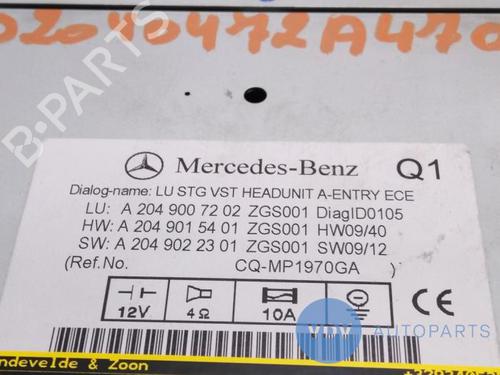 B-PARTS
Mercedes-Benz Q1
Dialog-name: LU STG VST HEADUNIT A-ENTRY ECE
LU: A 204 900 72 02 ZGS001 DiagID0105
HW: A 204 901 54 01 ZGS001 HW09/40
SW: A 204 902 23 01 ZGS001 SW09/12
(Ref.No. CQ-MP1970GA )
12V 4Ω 10A
CE
VDV AUTOPARTS
ndevelde & Zoon